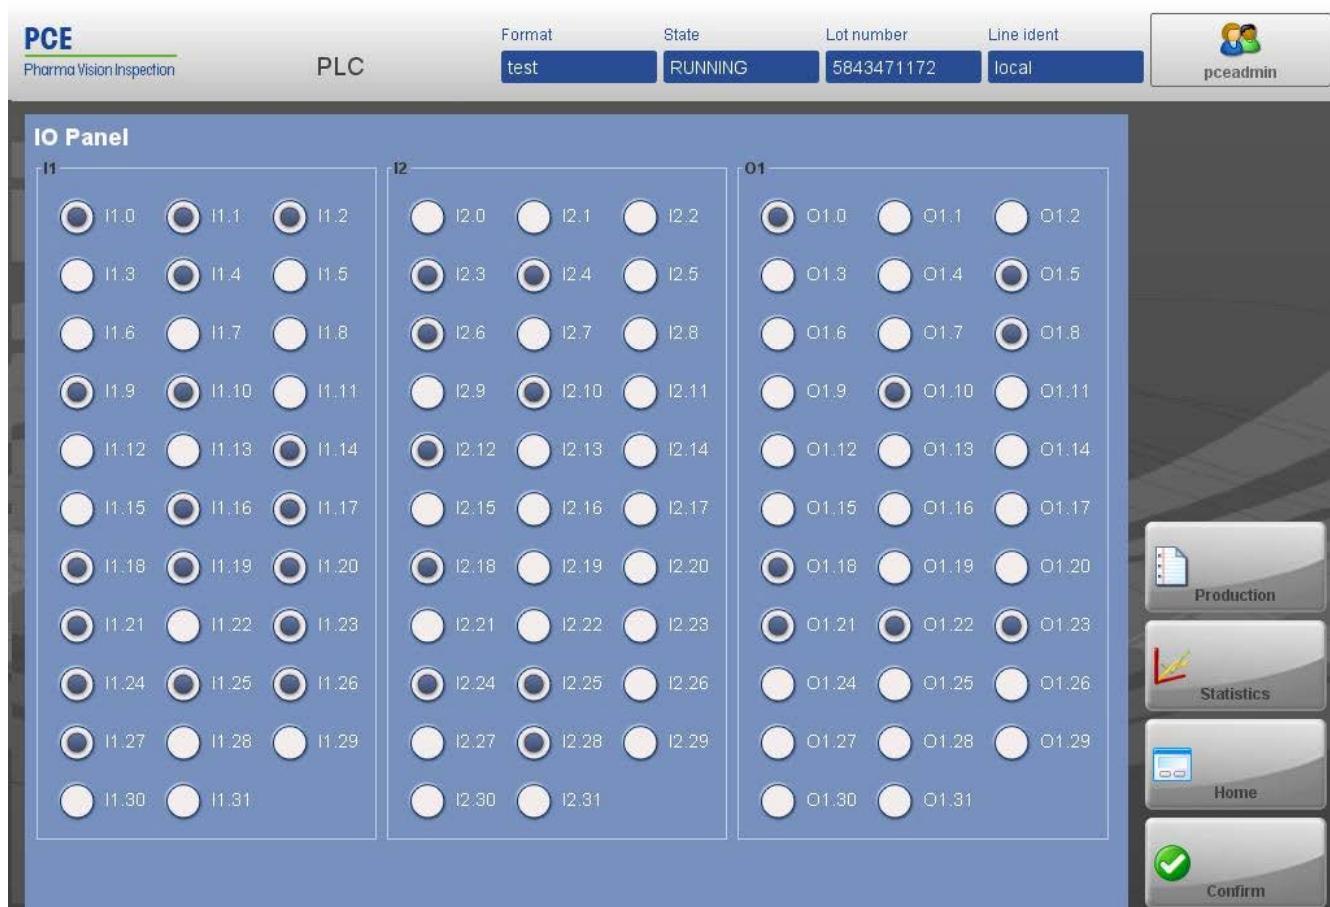 PCE
Pharma Vision Inspection
PLC
Format
State
Lot number
Line ident
test
RUNNING
5843471172
local
pceadmin
IO Panel
I1
I2
O1
I1.0 I1.1 I1.2 I2.0 I2.1 I2.2 O1.0 O1.1 O1.2
I1.3 I1.4 I1.5 I2.3 I2.4 I2.5 O1.3 O1.4 O1.5
I1.6 I1.7 I1.8 I2.6 I2.7 I2.8 O1.6 O1.7 O1.8
I1.9 I1.10 I1.11 I2.9 I2.10 I2.11 O1.9 O1.10 O1.11
I1.12 I1.13 I1.14 I2.12 I2.13 I2.14 O1.12 O1.13 O1.14
I1.15 I1.16 I1.17 I2.15 I2.16 I2.17 O1.15 O1.16 O1.17
I1.18 I1.19 I1.20 I2.18 I2.19 I2.20 O1.18 O1.19 O1.20
I1.21 I1.22 I1.23 I2.21 I2.22 I2.23 O1.21 O1.22 O1.23
I1.24 I1.25 I1.26 I2.24 I2.25 I2.26 O1.24 O1.25 O1.26
I1.27 I1.28 I1.29 I2.27 I2.28 I2.29 O1.27 O1.28 O1.29
I1.30 I1.31 I2.30 I2.31 O1.30 O1.31
Production
Statistics
Home
Confirm